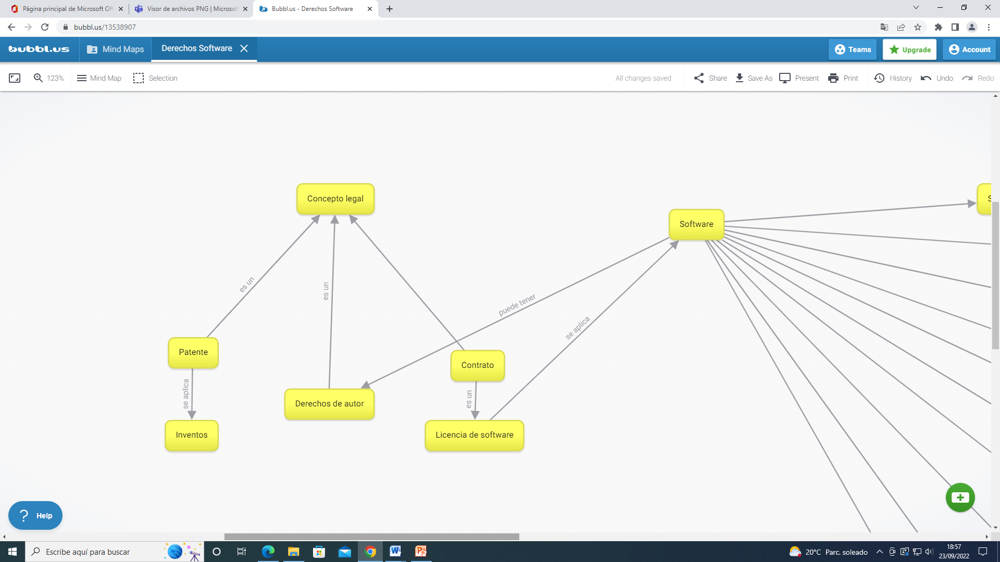 Página principal de Microsoft Off
Visor de archivos PNG | Microsoft
Bubbl.us - Derechos Software
bubbl.us/13538907
bubbl.us
Mind Maps
Derechos Software
Teams
Upgrade
Account
123%
Mind Map
Selection
All changes saved
Share
Save As
Present
Print
History
Undo
Redo
Concepto legal
S
Software
es un
es un
puede tener
se aplica
Patente
Contrato
se aplica
es un
Derechos de autor
Inventos
Licencia de software
Help
Escribe aquí para buscar
20°C Parc. soleado
18:57
23/09/2022